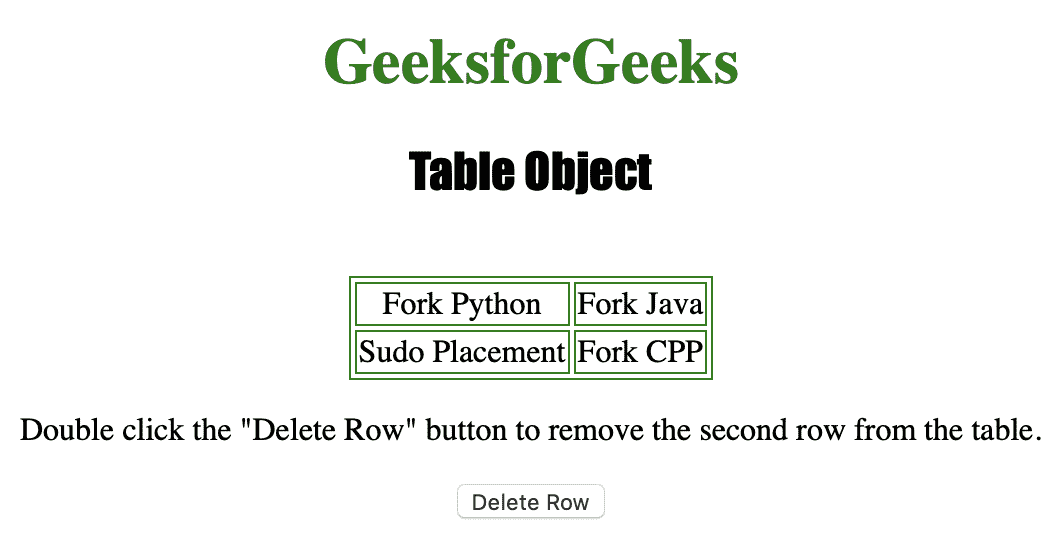 GeeksforGeeks
Table Object
Fork Python Fork Java
Sudo Placement Fork CPP
Double click the "Delete Row" button to remove the second row from the table.
Delete Row